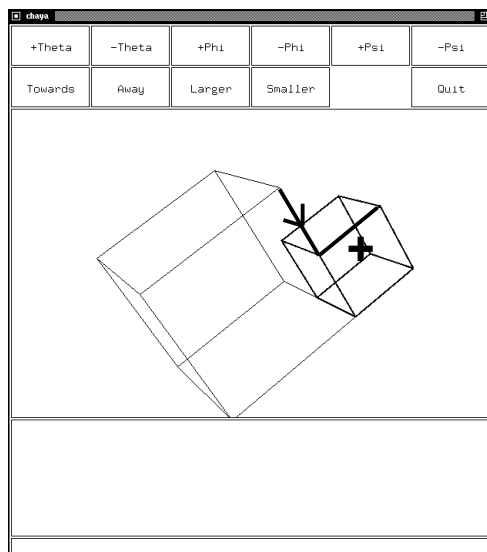 chaya
+Theta -Theta +Phi -Phi +Psi -Psi
Towards Away Larger Smaller Quit